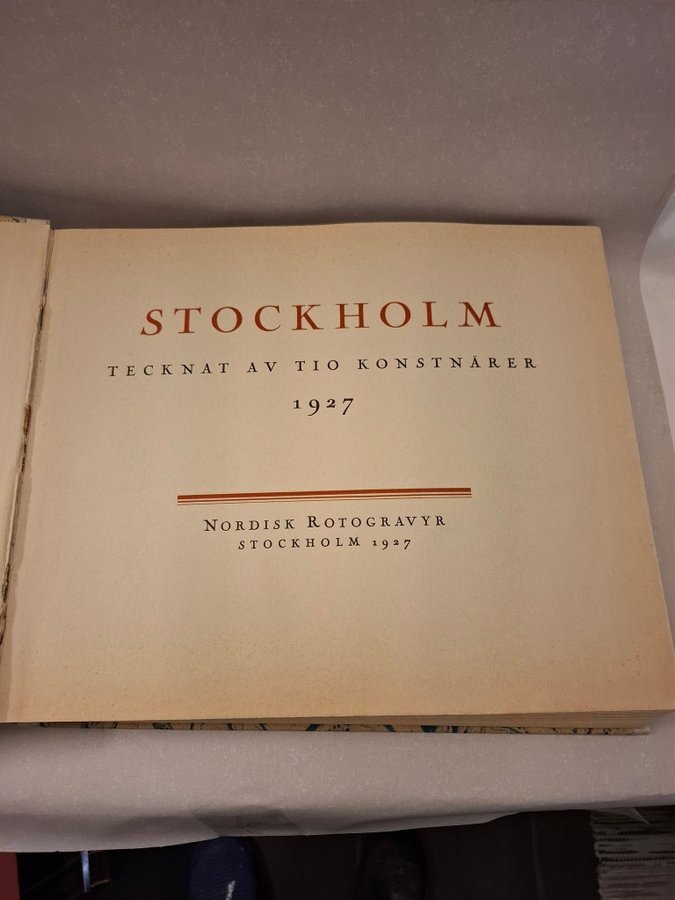 STOCKHOLM
TECKNAT AV TIO KONSTNÄRER
1927
NORDISK ROTOGRAVYR
STOCKHOLM 1927